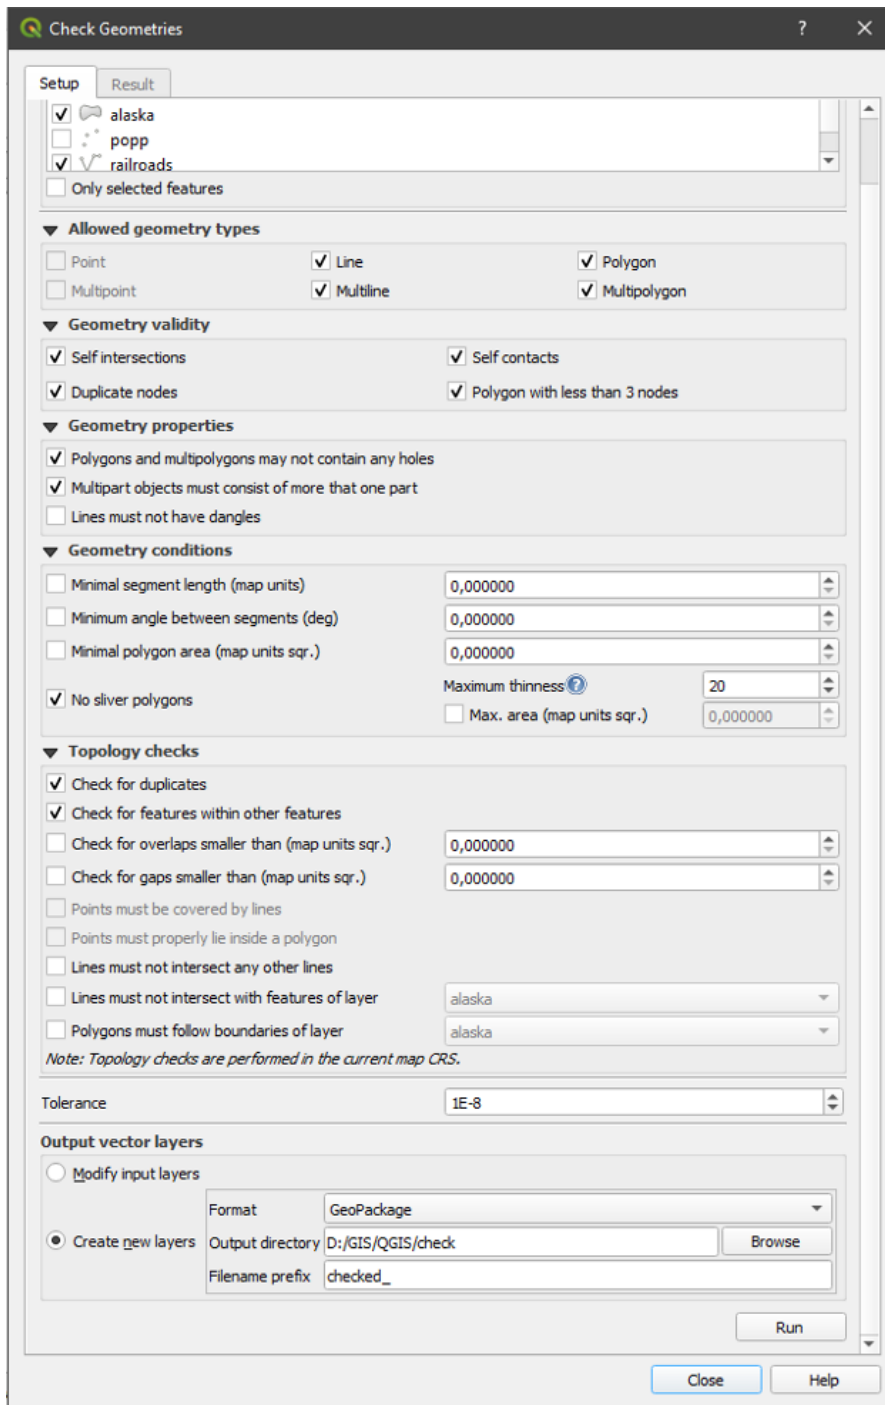 Check Geometries ? ×
Setup Result
alaska
popp
railroads
Only selected features
Allowed geometry types
Point Line Polygon
Multipoint Multiline Multipolygon
Geometry validity
Self intersections Self contacts
Duplicate nodes Polygon with less than 3 nodes
Geometry properties
Polygons and multipolygons may not contain any holes
Multipart objects must consist of more that one part
Lines must not have dangles
Geometry conditions
Minimal segment length (map units) 0,000000
Minimum angle between segments (deg) 0,000000
Minimal polygon area (map units sqr.) 0,000000
No sliver polygons Maximum thinness ? 20
Max. area (map units sqr.) 0,000000
Topology checks
Check for duplicates
Check for features within other features
Check for overlaps smaller than (map units sqr.) 0,000000
Check for gaps smaller than (map units sqr.) 0,000000
Points must be covered by lines
Points must properly lie inside a polygon
Lines must not intersect any other lines
Lines must not intersect with features of layer alaska
Polygons must follow boundaries of layer alaska
Note: Topology checks are performed in the current map CRS.
Tolerance 1E-8
Output vector layers
Modify input layers
Format GeoPackage
Create new layers Output directory D:/GIS/QGIS/check Browse
Filename prefix checked_
Run
Close Help